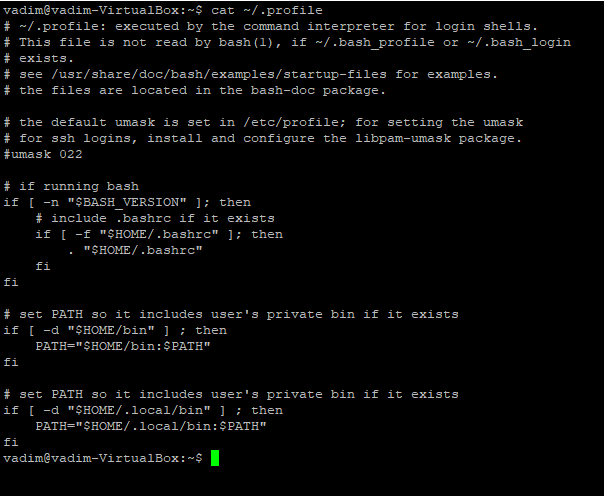 vadim@vadim-VirtualBox:~$ cat ~/.profile
# ~/.profile: executed by the command interpreter for login shells.
# This file is not read by bash(1), if ~/.bash_profile or ~/.bash_login
# exists.
# see /usr/share/doc/bash/examples/startup-files for examples.
# the files are located in the bash-doc package.

# the default umask is set in /etc/profile; for setting the umask
# for ssh logins, install and configure the libpam-umask package.
#umask 022

# if running bash
if [ -n "$BASH_VERSION" ]; then
    # include .bashrc if it exists
    if [ -f "$HOME/.bashrc" ]; then
        . "$HOME/.bashrc"
    fi
fi

# set PATH so it includes user's private bin if it exists
if [ -d "$HOME/bin" ] ; then
    PATH="$HOME/bin:$PATH"
fi

# set PATH so it includes user's private bin if it exists
if [ -d "$HOME/.local/bin" ] ; then
    PATH="$HOME/.local/bin:$PATH"
fi
vadim@vadim-VirtualBox:~$